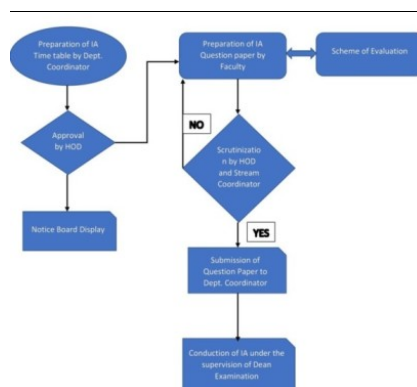 Preparation of IA
Time table by Dept.
Coordinator
Preparation of IA
Question paper by
Faculty
Scheme of Evaluation
Approval
by HOD
NO
Scrutinizatio
n by HOD
and Stream
Coordinator
Notice Board Display
YES
Submission of
Question Paper to
Dept. Coordinator
Conduction of IA under the
supervision of Dean
Examination